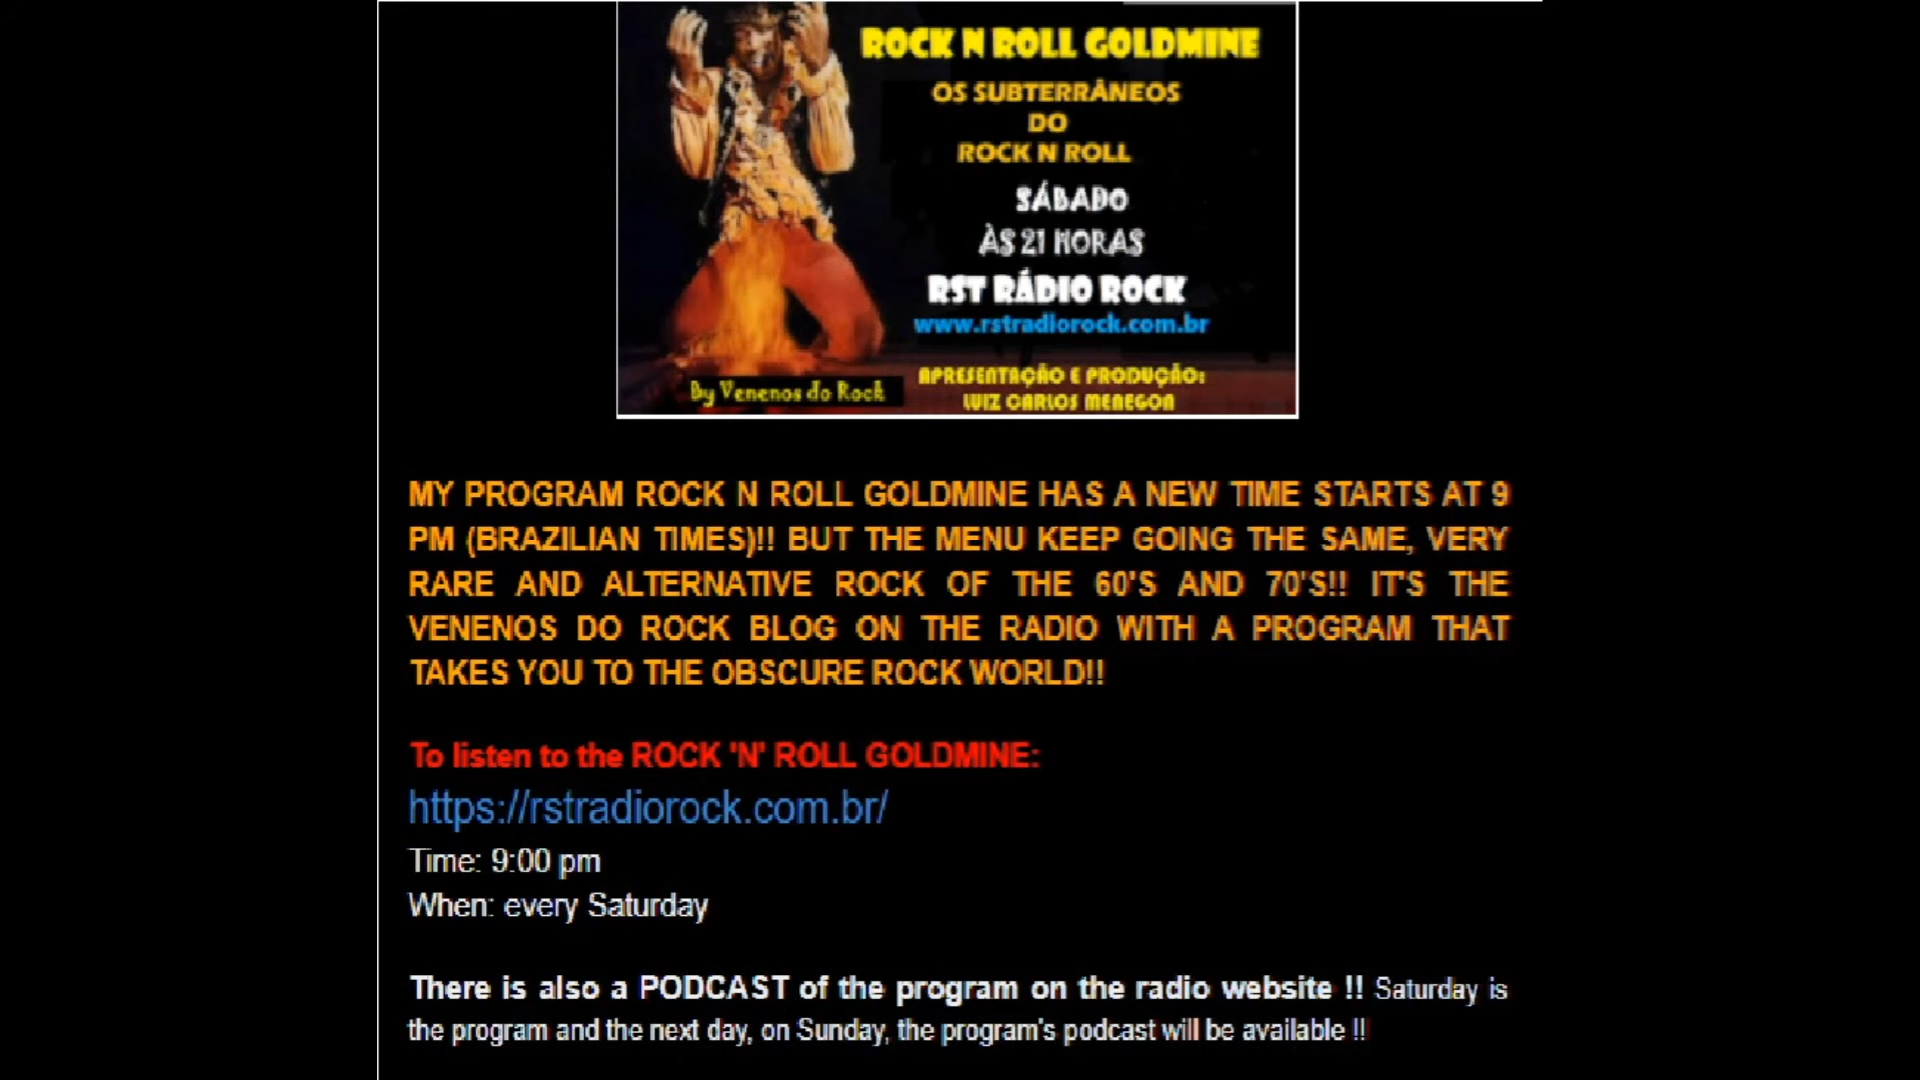 ROCK N ROLL GOLDMINE
OS SUBTERRÂNEOS
DO
ROCK N ROLL
SÁBADO
ÀS 21 HORAS
RST RÁDIO ROCK
www.rstradiorock.com.br
APRESENTAÇÃO E PRODUÇÃO:
LUIZ CARLOS MENEGON
By Venenos do Rock
MY PROGRAM ROCK N ROLL GOLDMINE HAS A NEW TIME STARTS AT 9
PM (BRAZILIAN TIMES)!! BUT THE MENU KEEP GOING THE SAME, VERY
RARE AND ALTERNATIVE ROCK OF THE 60'S AND 70'S!! IT'S THE
VENENOS DO ROCK BLOG ON THE RADIO WITH A PROGRAM THAT
TAKES YOU TO THE OBSCURE ROCK WORLD!!
To listen to the ROCK 'N' ROLL GOLDMINE:
https://rstradiorock.com.br/
Time: 9:00 pm
When: every Saturday
There is also a PODCAST of the program on the radio website !! Saturday is
the program and the next day, on Sunday, the program's podcast will be available !!